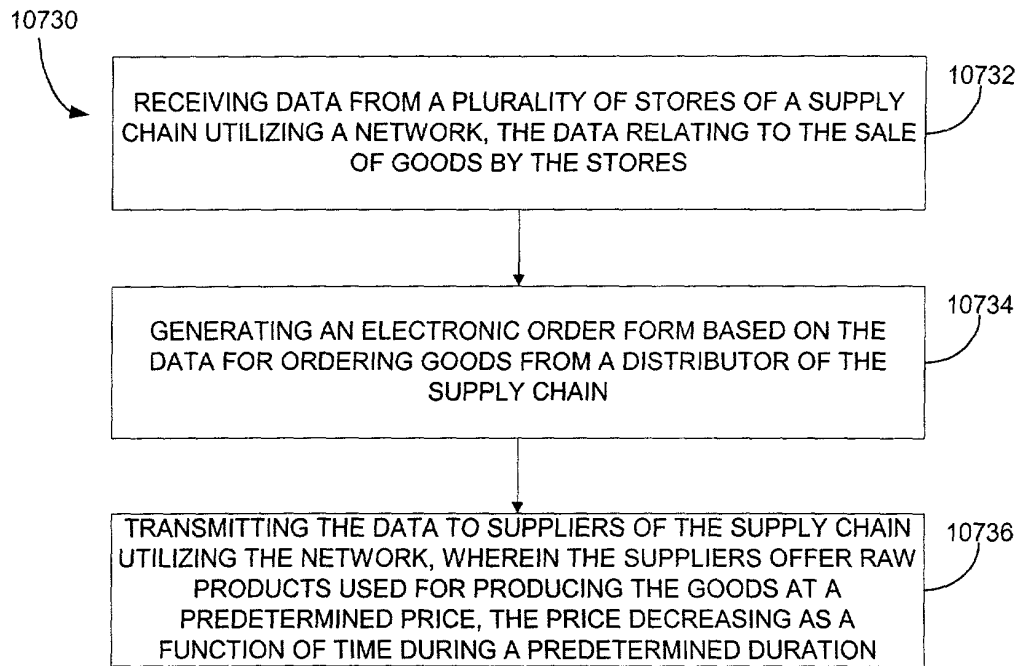 10730
10732
RECEIVING DATA FROM A PLURALITY OF STORES OF A SUPPLY
CHAIN UTILIZING A NETWORK, THE DATA RELATING TO THE SALE
OF GOODS BY THE STORES
10734
GENERATING AN ELECTRONIC ORDER FORM BASED ON THE
DATA FOR ORDERING GOODS FROM A DISTRIBUTOR OF THE
SUPPLY CHAIN
10736
TRANSMITTING THE DATA TO SUPPLIERS OF THE SUPPLY CHAIN
UTILIZING THE NETWORK, WHEREIN THE SUPPLIERS OFFER RAW
PRODUCTS USED FOR PRODUCING THE GOODS AT A
PREDETERMINED PRICE, THE PRICE DECREASING AS A
FUNCTION OF TIME DURING A PREDETERMINED DURATION